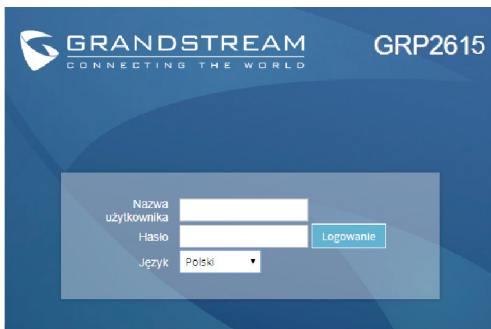 GRANDSTREAM GRP2615
CONNECTING THE WORLD
Nazwa
użytkownika
Hasło
Logowanie
Język Polski